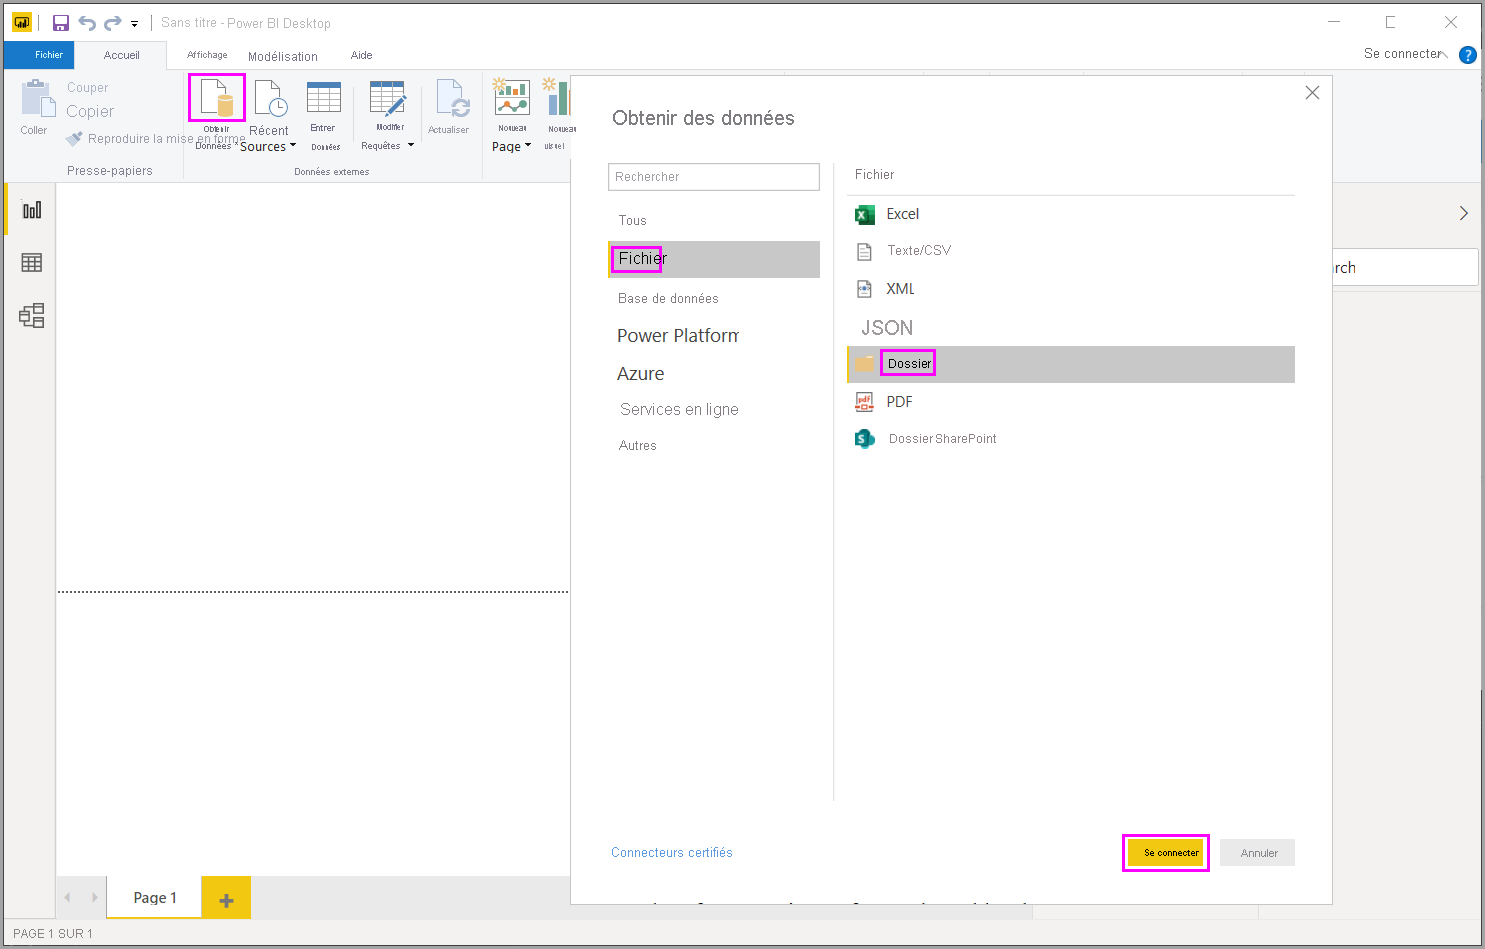 Sans titre - Power BI Desktop
Fichier
Accueil
Affichage
Modélisation
Aide
Se connecter
?
Coller
Couper
Copier
Reproduire la mise en forme
Presse-papiers
Obtenir
Données
Récent
Sources
Entrer
Données
Modifier
Requêtes
Actualiser
Données externes
Nouveau
Page
Nouveau
Obtenir des données
Rechercher
Tous
Fichier
Base de données
Power Platform
Azure
Services en ligne
Autres
Fichier
Excel
Texte/CSV
XML
JSON
Dossier
PDF
Dossier SharePoint
rch
Connecteurs certifiés
Se connecter
Annuler
Page 1
PAGE 1 SUR 1